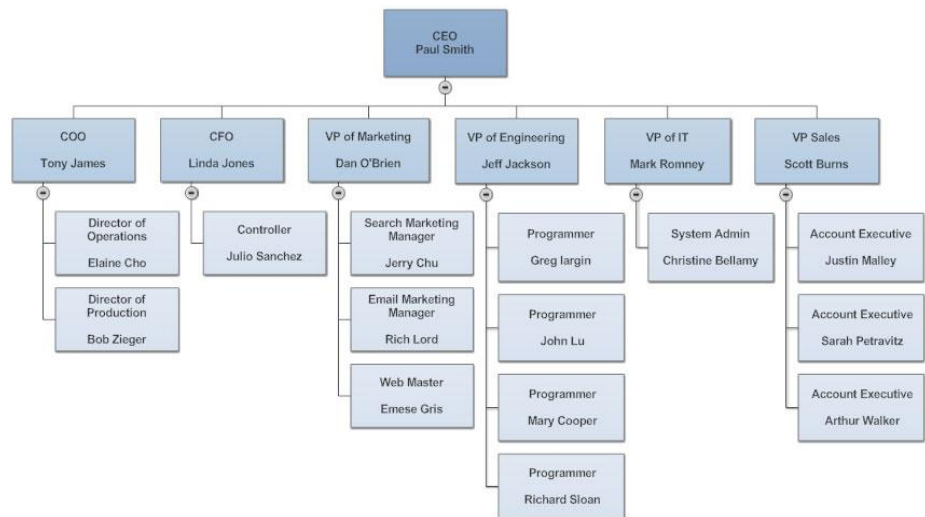 CEO
Paul Smith
COO
Tony James
CFO
Linda Jones
VP of Marketing
Dan O'Brien
VP of Engineering
Jeff Jackson
VP of IT
Mark Romney
VP Sales
Scott Burns
Director of
Operations
Elaine Cho
Director of
Production
Bob Zieger
Controller
Julio Sanchez
Search Marketing
Manager
Jerry Chu
Email Marketing
Manager
Rich Lord
Web Master
Emese Gris
Programmer
Greg Iargin
Programmer
John Lu
Programmer
Mary Cooper
Programmer
Richard Sloan
System Admin
Christine Bellamy
Account Executive
Justin Malley
Account Executive
Sarah Petravitz
Account Executive
Arthur Walker